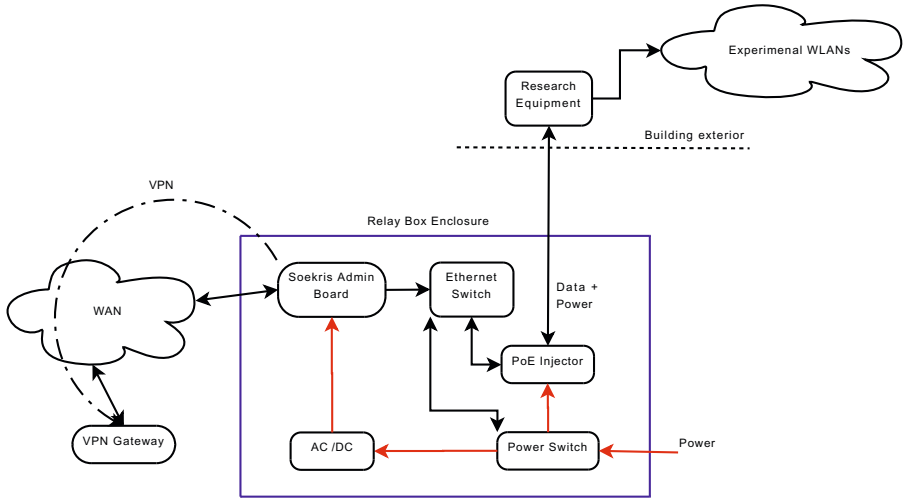 Experimenal WLANs
Research
Equipment
Building exterior
VPN
Relay Box Enclosure
Soekris Admin
Board
Ethernet
Switch
Data +
Power
WAN
PoE Injector
VPN Gateway
AC /DC
Power Switch
Power